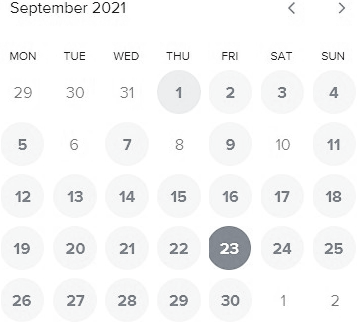 September 2021
MON TUE WED THU FRI SAT SUN
29 30 31 1 2 3 4
5 6 7 8 9 10 11
12 13 14 15 16 17 18
19 20 21 22 23 24 25
26 27 28 29 30 1 2